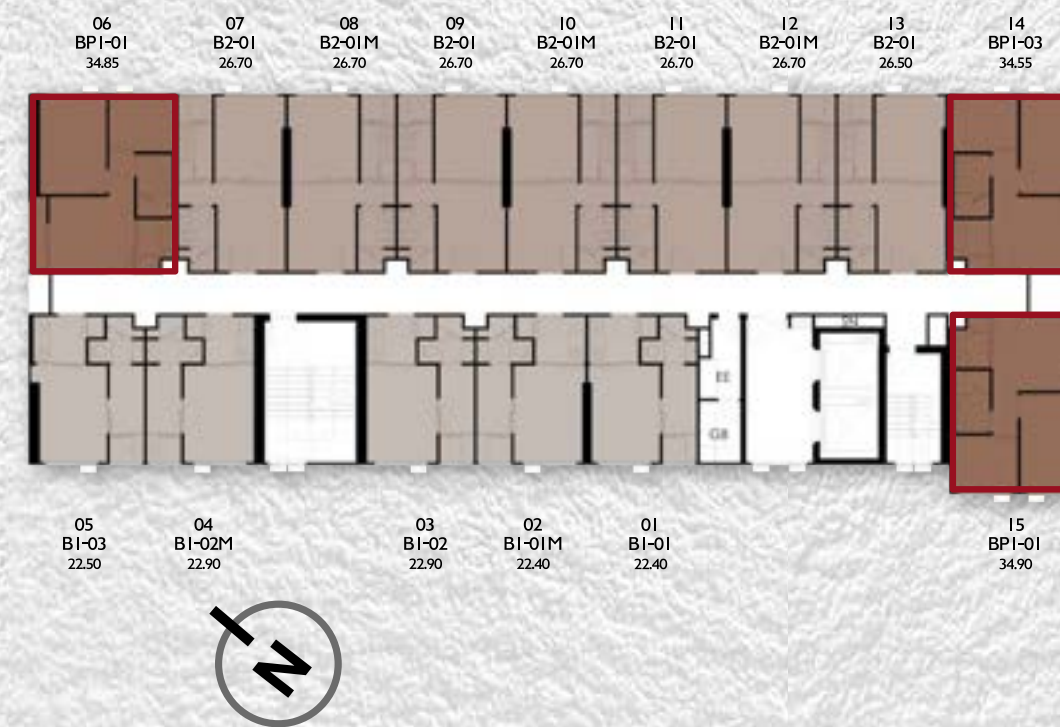 06 07 08 09 10 11 12 13 14
BP1-01 B2-01 B2-01M B2-01 B2-01M B2-01 B2-01M B2-01 BP1-03
34.85 26.70 26.70 26.70 26.70 26.70 26.70 26.50 34.55
EE
GB
05 04 03 02 01 15
B1-03 B1-02M B1-02 B1-01M B1-01 BP1-01
22.50 22.90 22.90 22.40 22.40 34.90
N